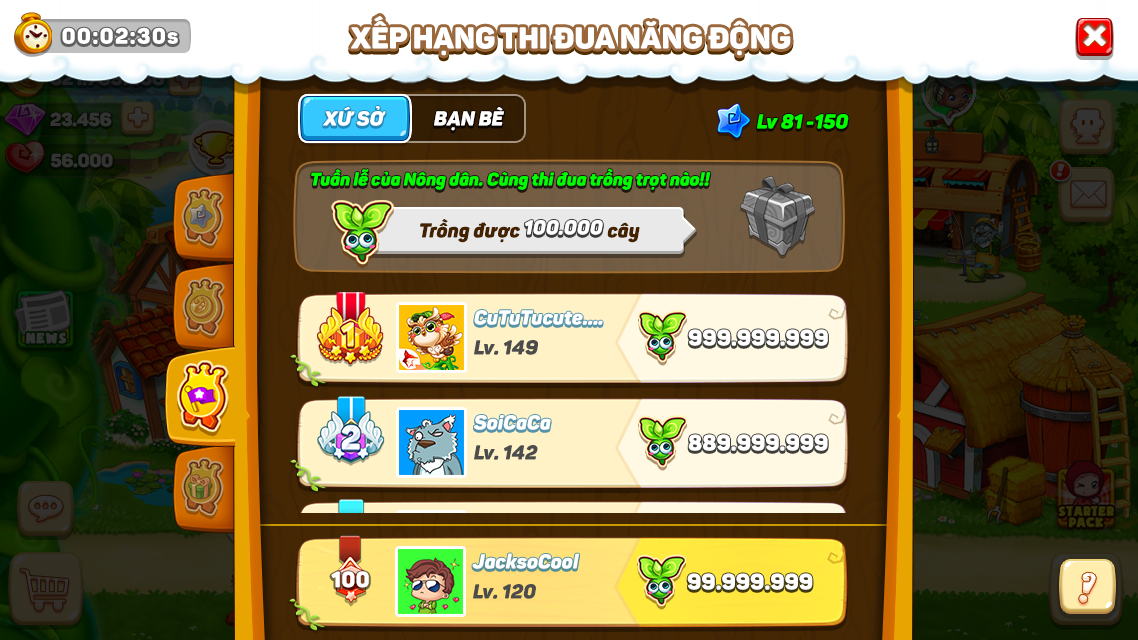 00:02:30s
XẾP HẠNG THI ĐUA NĂNG ĐỘNG
23.456
56.000
XỨ SỞ
BẠN BÈ
Lv 81 -150
Tuần lễ của Nông dân. Cùng thi đua trồng trọt nào!!
Trồng được 100.000 cây
1
CuTuTucute....
Lv. 149
999.999.999
2
SoiCaCa
Lv. 142
889.999.999
100
JacksoCool
Lv. 120
99.999.999
NEWS
STARTER
PACK